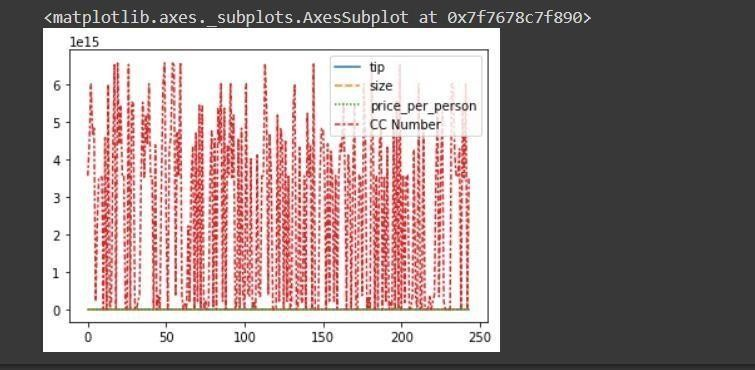 <matplotlib.axes._subplots.AxesSubplot at 0x7f7678c7f890>
1e15
6
5
4
3
2
1
0
0 50 100 150 200 250
tip
size
price_per_person
CC Number